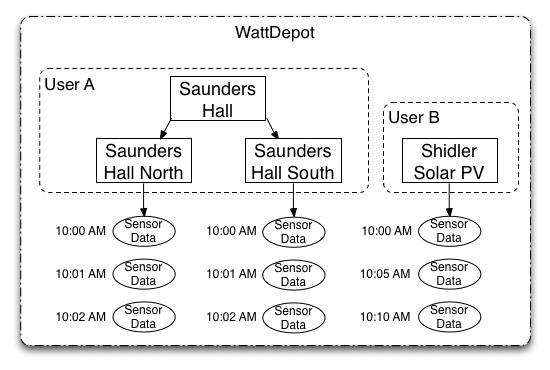 WattDepot
User A
Saunders
Hall
User B
Saunders
Hall North
Saunders
Hall South
Shidler
Solar PV
10:00 AM Sensor
Data
10:00 AM Sensor
Data
10:00 AM Sensor
Data
10:01 AM Sensor
Data
10:01 AM Sensor
Data
10:05 AM Sensor
Data
10:02 AM Sensor
Data
10:02 AM Sensor
Data
10:10 AM Sensor
Data